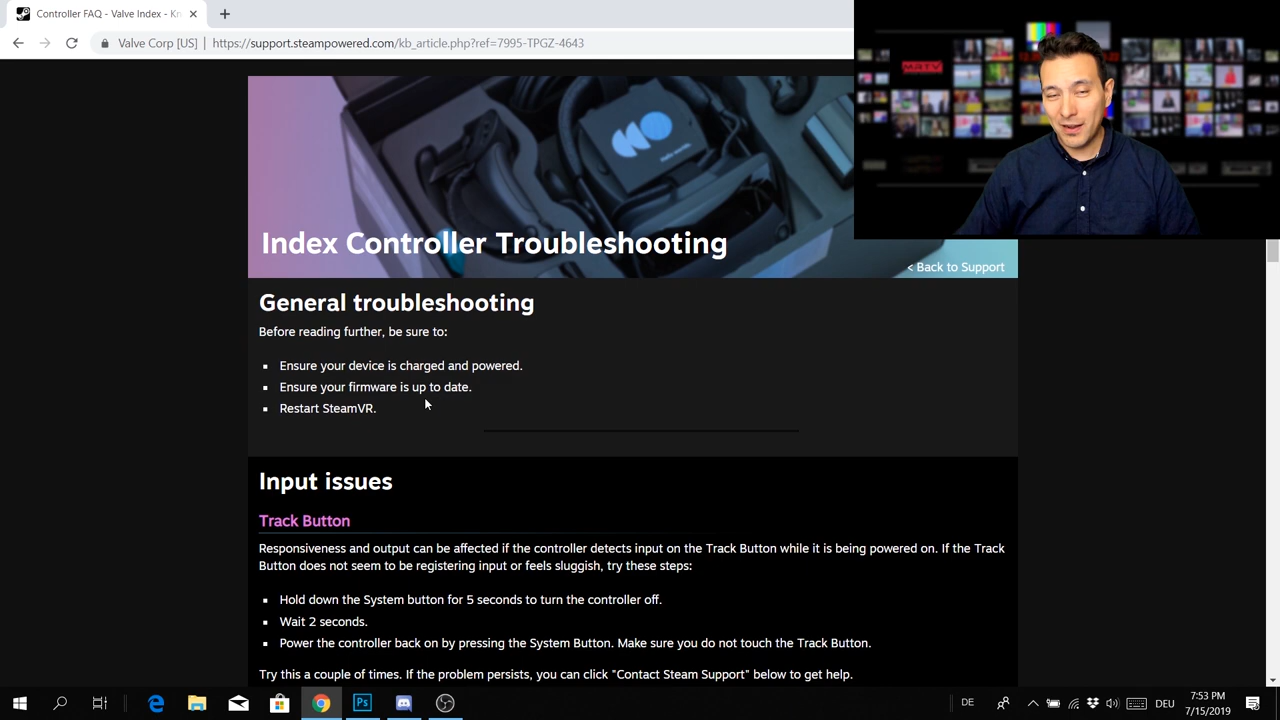 Controller FAQ - Valve Index - Kn
Valve Corp [US] | https://support.steampowered.com/kb_article.php?ref=7995-TPGZ-4643
MRTV
Index Controller Troubleshooting
< Back to Support
General troubleshooting
Before reading further, be sure to:
Ensure your device is charged and powered.
Ensure your firmware is up to date.
Restart SteamVR.
Input issues
Track Button
Responsiveness and output can be affected if the controller detects input on the Track Button while it is being powered on. If the Track
Button does not seem to be registering input or feels sluggish, try these steps:
Hold down the System button for 5 seconds to turn the controller off.
Wait 2 seconds.
Power the controller back on by pressing the System Button. Make sure you do not touch the Track Button.
Try this a couple of times. If the problem persists, you can click "Contact Steam Support" below to get help.
Ps
DE
DEU
7:53 PM
7/15/2019